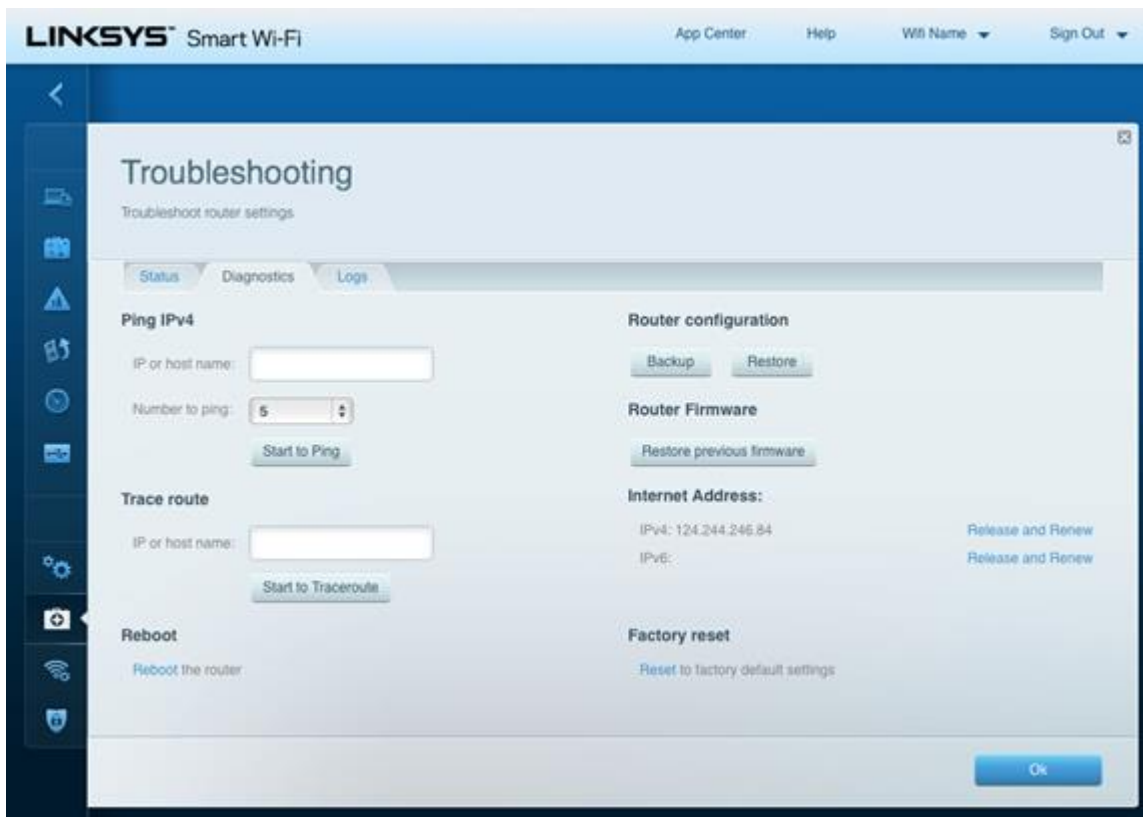 LINKSYS™ Smart Wi-Fi
App Center
Help
Wifi Name
Sign Out
Troubleshooting
Troubleshoot router settings
Status
Diagnostics
Logs
Ping IPv4
IP or host name:
Number to ping:
5
Start to Ping
Trace route
IP or host name:
Start to Traceroute
Reboot
Reboot the router
Router configuration
Backup
Restore
Router Firmware
Restore previous firmware
Internet Address:
IPv4: 124.244.246.84
Release and Renew
IPv6:
Release and Renew
Factory reset
Reset to factory default settings
Ok